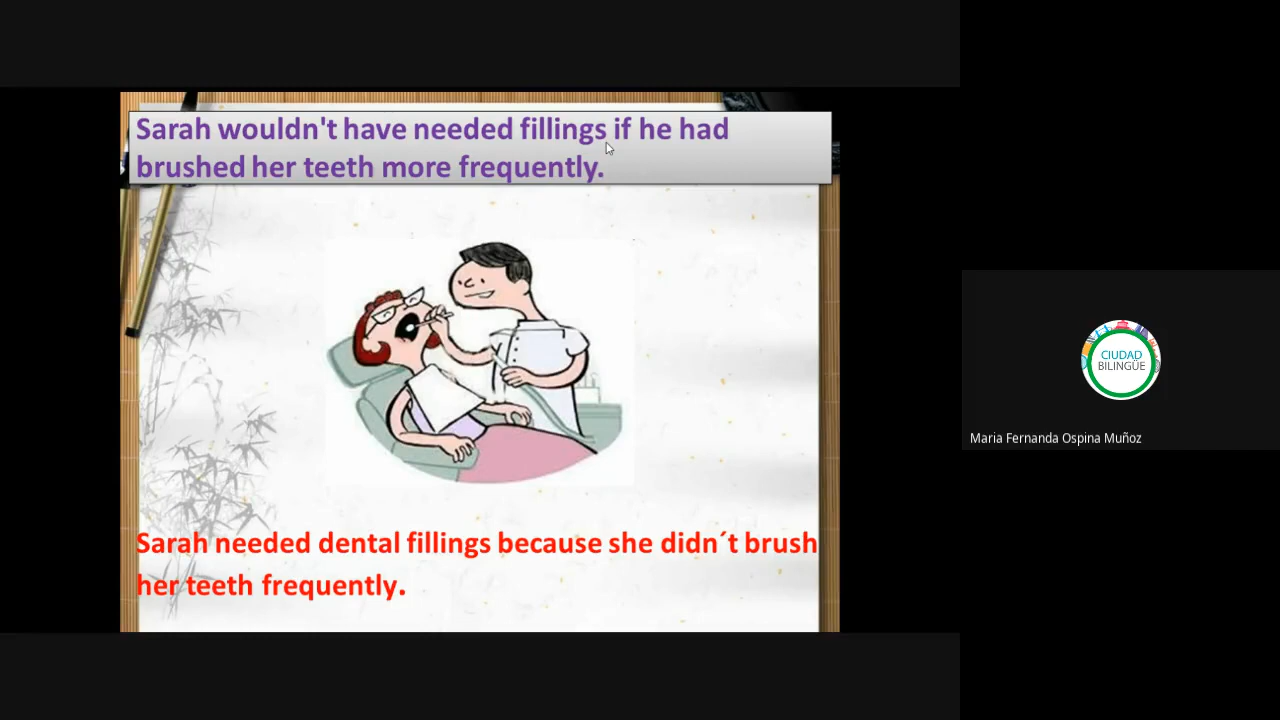 Sarah wouldn't have needed fillings if he had
brushed her teeth more frequently.
CIUDAD
BILINGÜE
Maria Fernanda Ospina Muñoz
Sarah needed dental fillings because she didn´t brush
her teeth frequently.